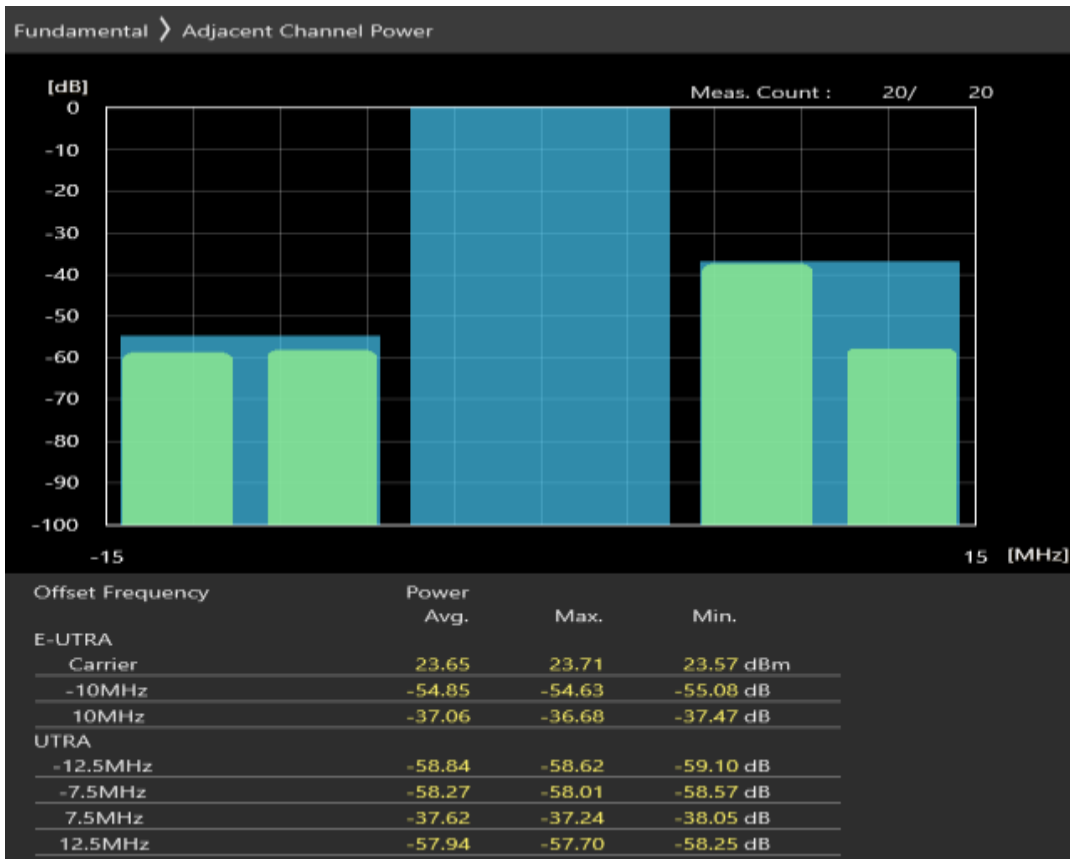 Fundamental 〉 Adjacent Channel Power
[dB]
Meas. Count : 20/ 20
0
-10
-20
-30
-40
-50
-60
-70
-80
-90
-100
-15 15 [MHz]
Offset Frequency Power
Avg. Max. Min.
E-UTRA
Carrier 23.65 23.71 23.57 dBm
-10MHz -54.85 -54.63 -55.08 dB
10MHz -37.06 -36.68 -37.47 dB
UTRA
-12.5MHz -58.84 -58.62 -59.10 dB
-7.5MHz -58.27 -58.01 -58.57 dB
7.5MHz -37.62 -37.24 -38.05 dB
12.5MHz -57.94 -57.70 -58.25 dB